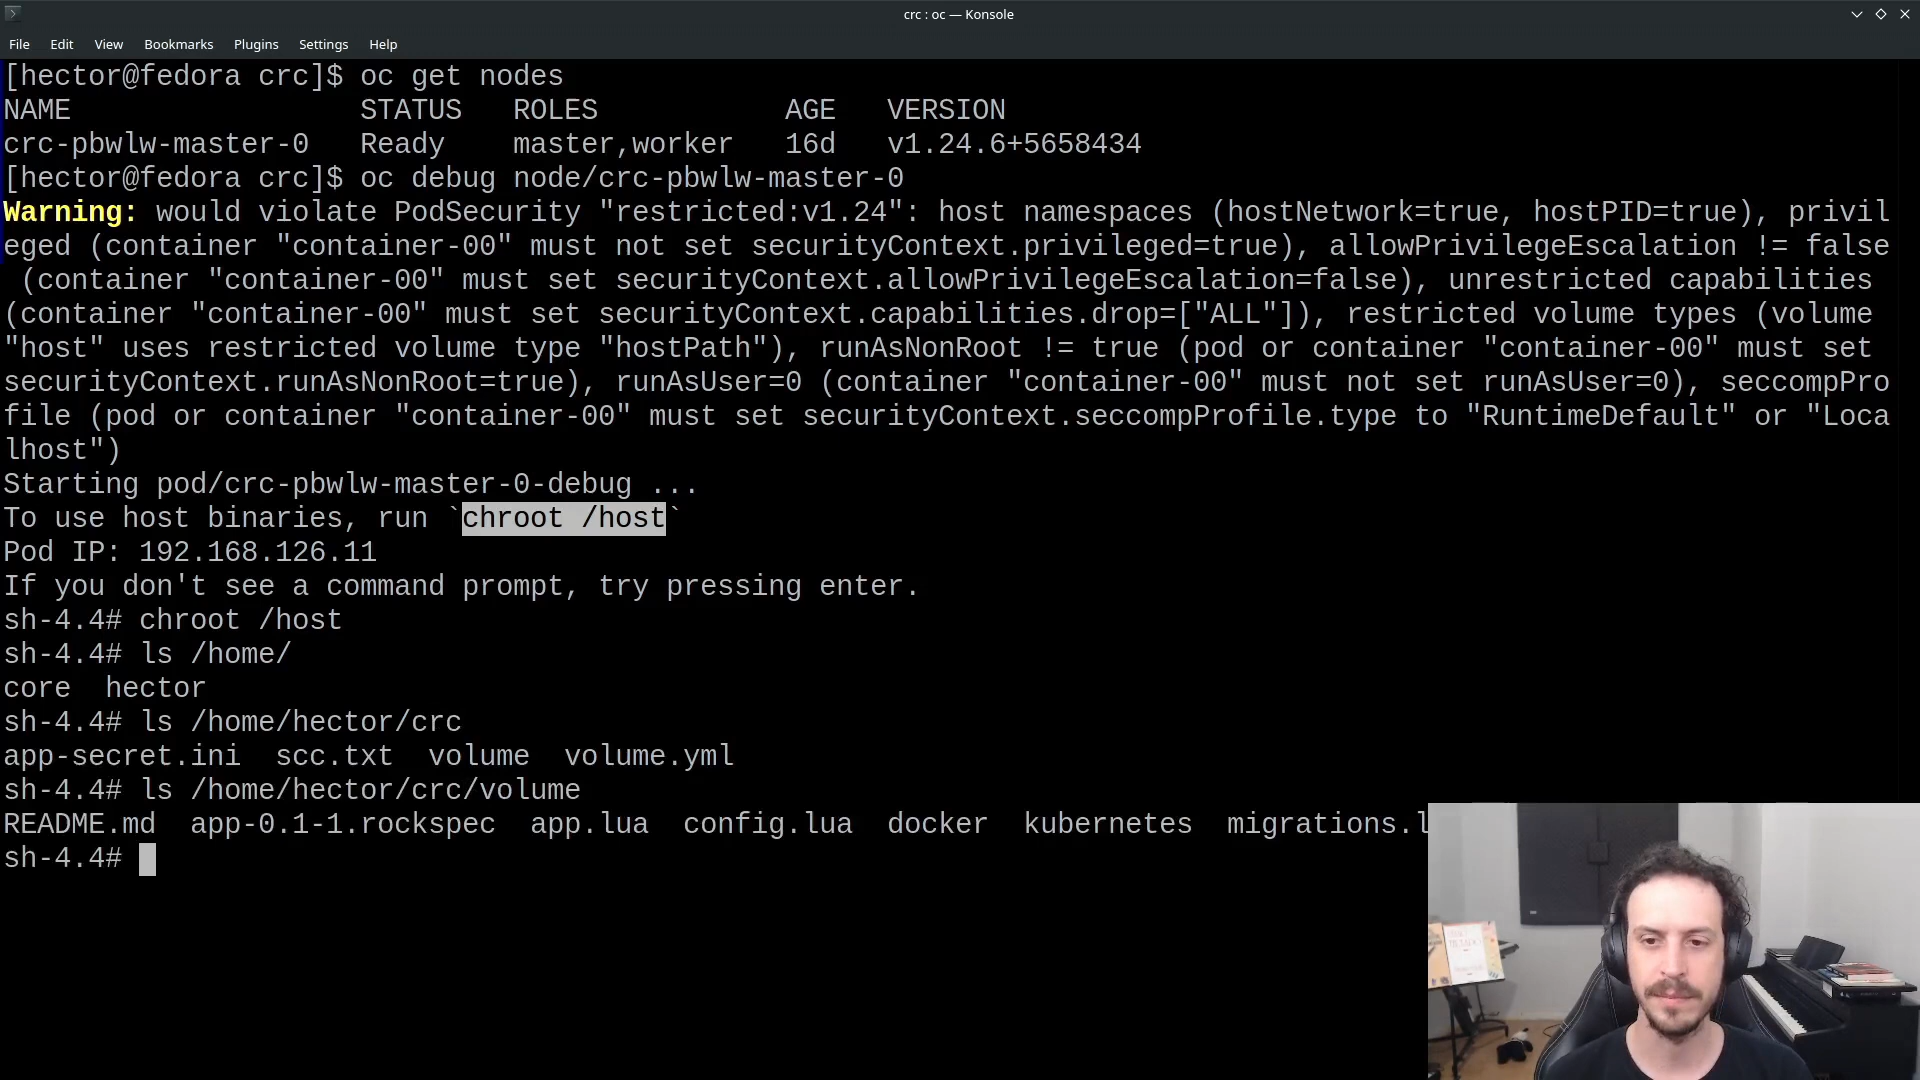 crc : oc — Konsole
File Edit View Bookmarks Plugins Settings Help
[hector@fedora crc]$ oc get nodes
NAME STATUS ROLES AGE VERSION
crc-pbwlw-master-0 Ready master,worker 16d v1.24.6+5658434
[hector@fedora crc]$ oc debug node/crc-pbwlw-master-0
Warning: would violate PodSecurity "restricted:v1.24": host namespaces (hostNetwork=true, hostPID=true), privil
eged (container "container-00" must not set securityContext.privileged=true), allowPrivilegeEscalation != false
(container "container-00" must set securityContext.allowPrivilegeEscalation=false), unrestricted capabilities
(container "container-00" must set securityContext.capabilities.drop=["ALL"]), restricted volume types (volume
"host" uses restricted volume type "hostPath"), runAsNonRoot != true (pod or container "container-00" must set
securityContext.runAsNonRoot=true), runAsUser=0 (container "container-00" must not set runAsUser=0), seccompPro
file (pod or container "container-00" must set securityContext.seccompProfile.type to "RuntimeDefault" or "Loca
lhost")
Starting pod/crc-pbwlw-master-0-debug ...
To use host binaries, run `chroot /host`
Pod IP: 192.168.126.11
If you don't see a command prompt, try pressing enter.
sh-4.4# chroot /host
sh-4.4# ls /home/
core hector
sh-4.4# ls /home/hector/crc
app-secret.ini scc.txt volume volume.yml
sh-4.4# ls /home/hector/crc/volume
README.md app-0.1-1.rockspec app.lua config.lua docker kubernetes migrations.l
sh-4.4#